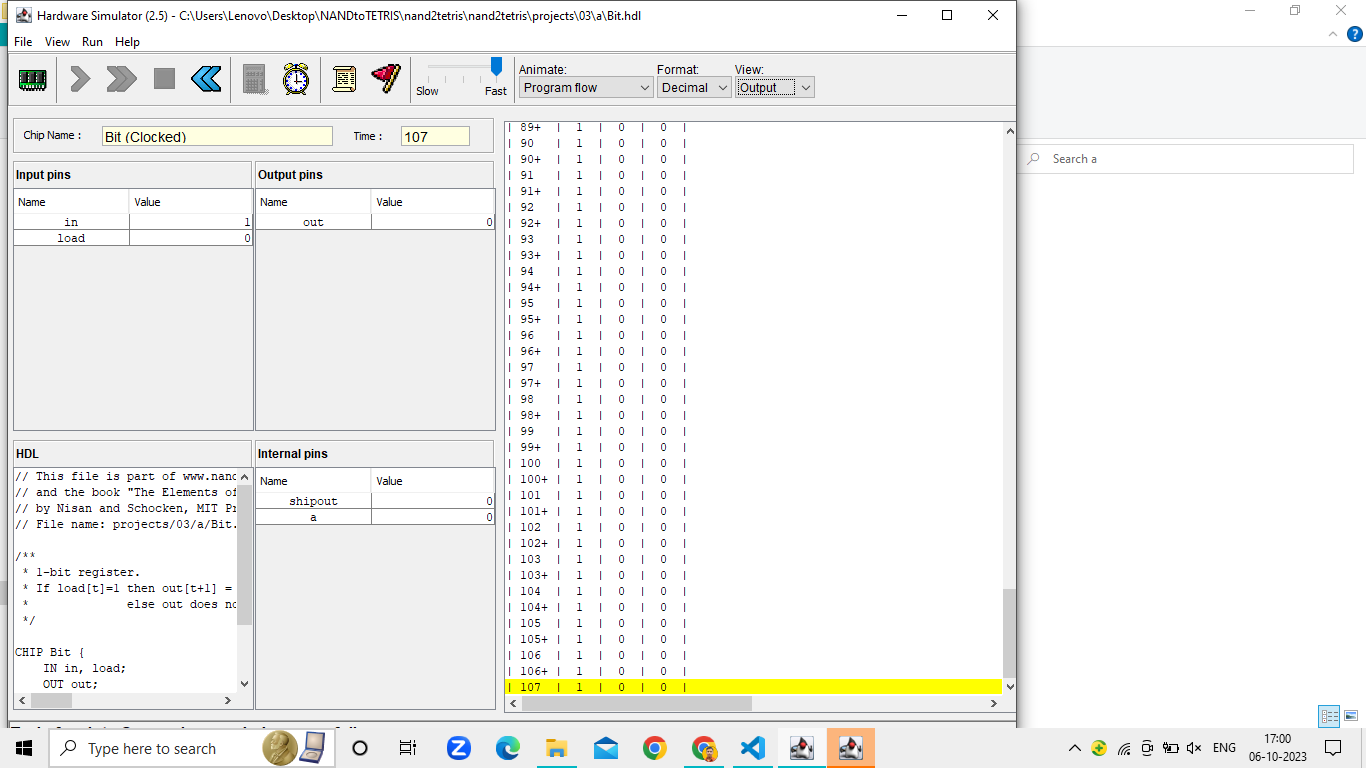 Hardware Simulator (2.5) - C:\Users\Lenovo\Desktop\NANDtoTETRIS\nand2tetris\nand2tetris\projects\03\a\Bit.hdl
File View Run Help
Slow Fast
Animate: Format: View:
Program flow Decimal Output
Chip Name : Bit (Clocked) Time : 107
Input pins
Name Value
in 1
load 0
Output pins
Name Value
out 0
HDL
// This file is part of www.nand
// and the book "The Elements of
// by Nisan and Schocken, MIT Pr
// File name: projects/03/a/Bit.
/**
* 1-bit register.
* If load[t]=1 then out[t+1] =
* else out does no
*/
CHIP Bit {
IN in, load;
OUT out;
Internal pins
Name Value
shipout 0
a 0
| 89+ | 1 | 0 | 0 |
| 90 | 1 | 0 | 0 |
| 90+ | 1 | 0 | 0 |
| 91 | 1 | 0 | 0 |
| 91+ | 1 | 0 | 0 |
| 92 | 1 | 0 | 0 |
| 92+ | 1 | 0 | 0 |
| 93 | 1 | 0 | 0 |
| 93+ | 1 | 0 | 0 |
| 94 | 1 | 0 | 0 |
| 94+ | 1 | 0 | 0 |
| 95 | 1 | 0 | 0 |
| 95+ | 1 | 0 | 0 |
| 96 | 1 | 0 | 0 |
| 96+ | 1 | 0 | 0 |
| 97 | 1 | 0 | 0 |
| 97+ | 1 | 0 | 0 |
| 98 | 1 | 0 | 0 |
| 98+ | 1 | 0 | 0 |
| 99 | 1 | 0 | 0 |
| 99+ | 1 | 0 | 0 |
| 100 | 1 | 0 | 0 |
| 100+ | 1 | 0 | 0 |
| 101 | 1 | 0 | 0 |
| 101+ | 1 | 0 | 0 |
| 102 | 1 | 0 | 0 |
| 102+ | 1 | 0 | 0 |
| 103 | 1 | 0 | 0 |
| 103+ | 1 | 0 | 0 |
| 104 | 1 | 0 | 0 |
| 104+ | 1 | 0 | 0 |
| 105 | 1 | 0 | 0 |
| 105+ | 1 | 0 | 0 |
| 106 | 1 | 0 | 0 |
| 106+ | 1 | 0 | 0 |
| 107 | 1 | 0 | 0 |
Search a
Type here to search
ENG
17:00
06-10-2023